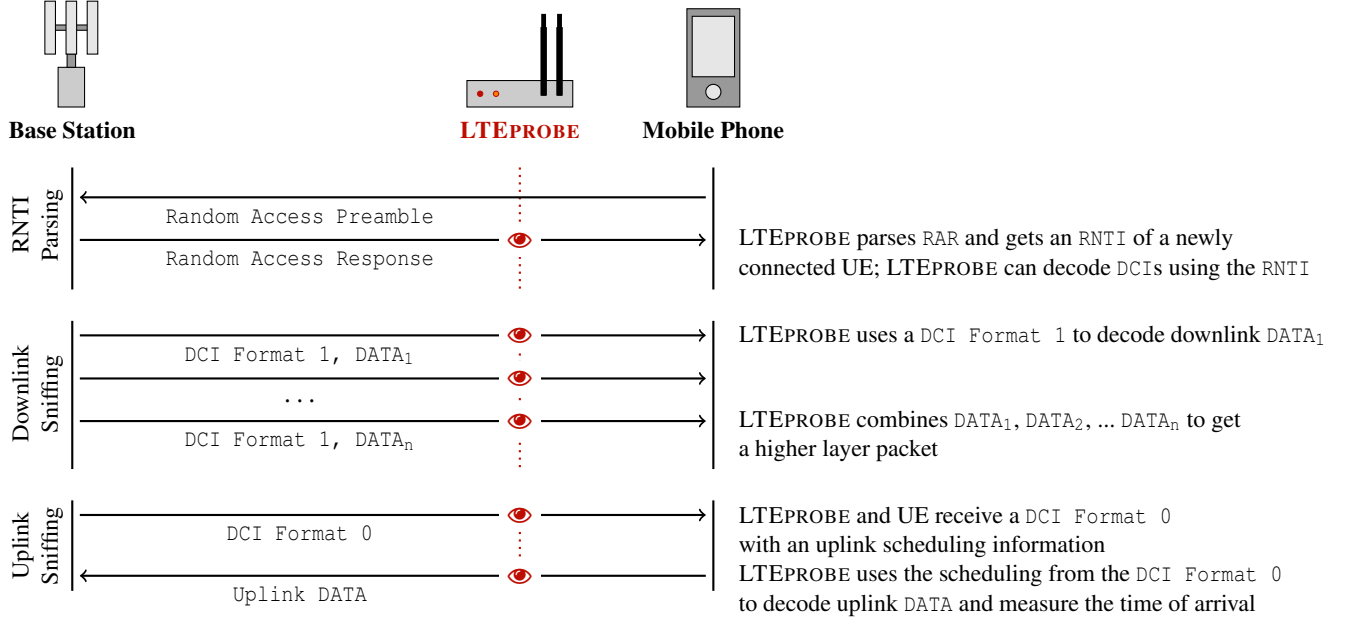 Base Station
LTEPROBE
Mobile Phone
RNTI
Parsing
Random Access Preamble
Random Access Response
LTEPROBE parses RAR and gets an RNTI of a newly
connected UE; LTEPROBE can decode DCIs using the RNTI
Downlink
Sniffing
DCI Format 1, DATA₁
...
DCI Format 1, DATAₙ
LTEPROBE uses a DCI Format 1 to decode downlink DATA₁
LTEPROBE combines DATA₁, DATA₂, ... DATAₙ to get
a higher layer packet
Uplink
Sniffing
DCI Format 0
Uplink DATA
LTEPROBE and UE receive a DCI Format 0
with an uplink scheduling information
LTEPROBE uses the scheduling from the DCI Format 0
to decode uplink DATA and measure the time of arrival